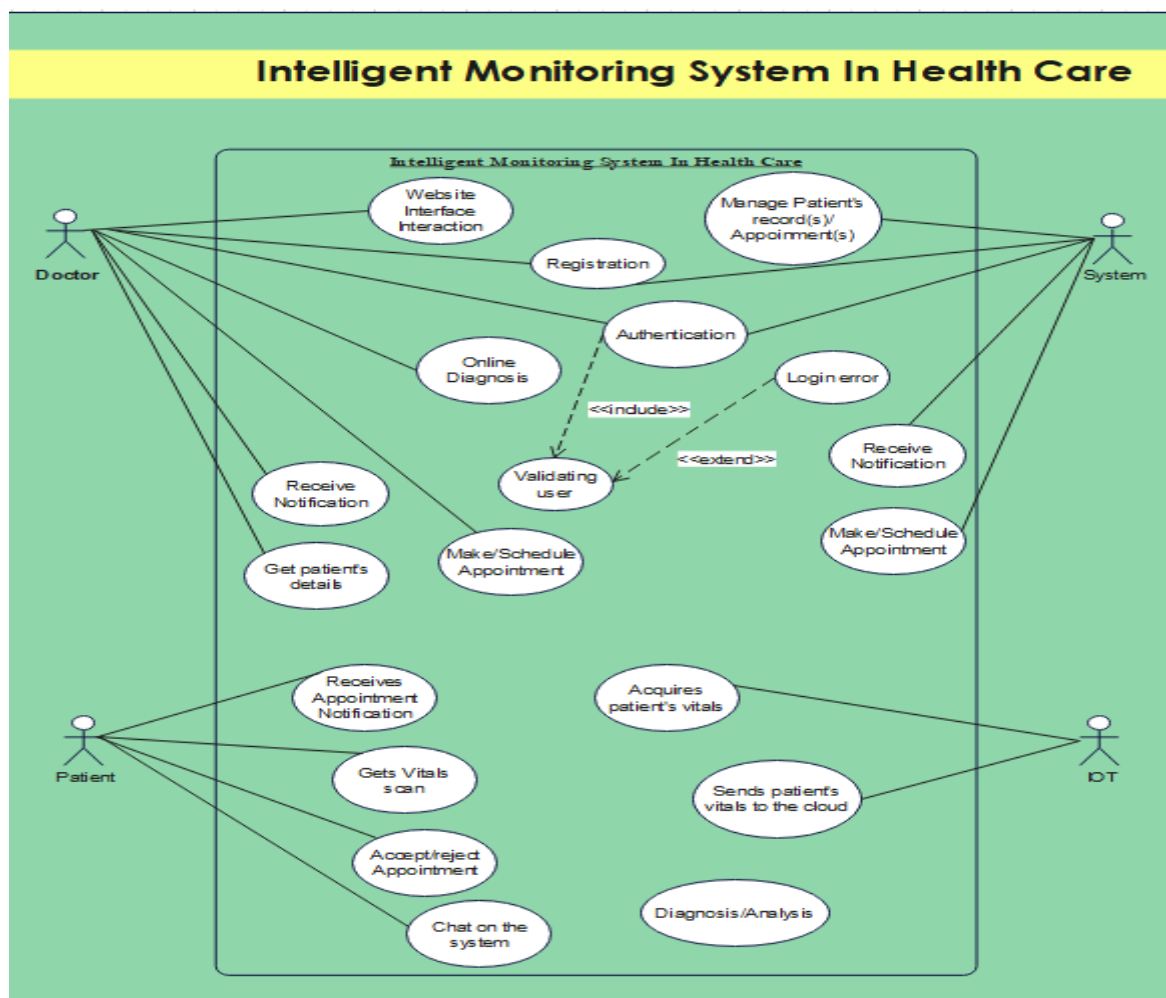 Intelligent Monitoring System In Health Care
Intelligent Monitoring System In Health Care
Website
Interface
Interaction
Manage Patient's
record(s)/
Appoinment(s)
Doctor
Registration
System
Authentication
Online
Diagnosis
Login error
<<include>>
Receive
Notification
<<extend>>
Validating
user
Receive
Notification
Make/Schedule
Appointment
Make/Schedule
Appointment
Get patient's
details
Receives
Appointment
Notification
Acquires
patient's vitals
Patient
Gets Vitals
scan
IOT
Sends patient's
vitals to the cloud
Accept/reject
Appointment
Diagnosis/Analysis
Chat on the
system